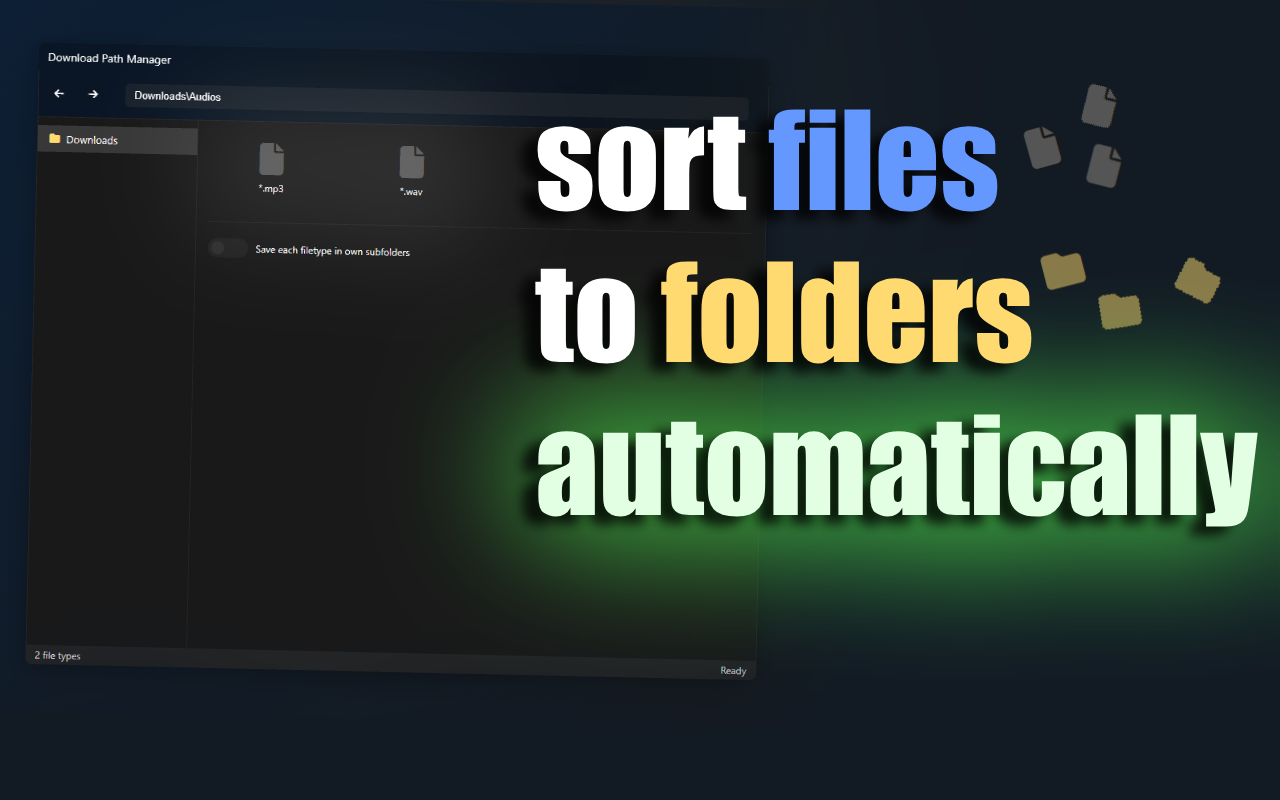 Download Path Manager
Downloads\Audios
Downloads
*.mp3
*.wav
Save each filetype in own subfolders
sort files
to folders
automatically
2 file types
Ready